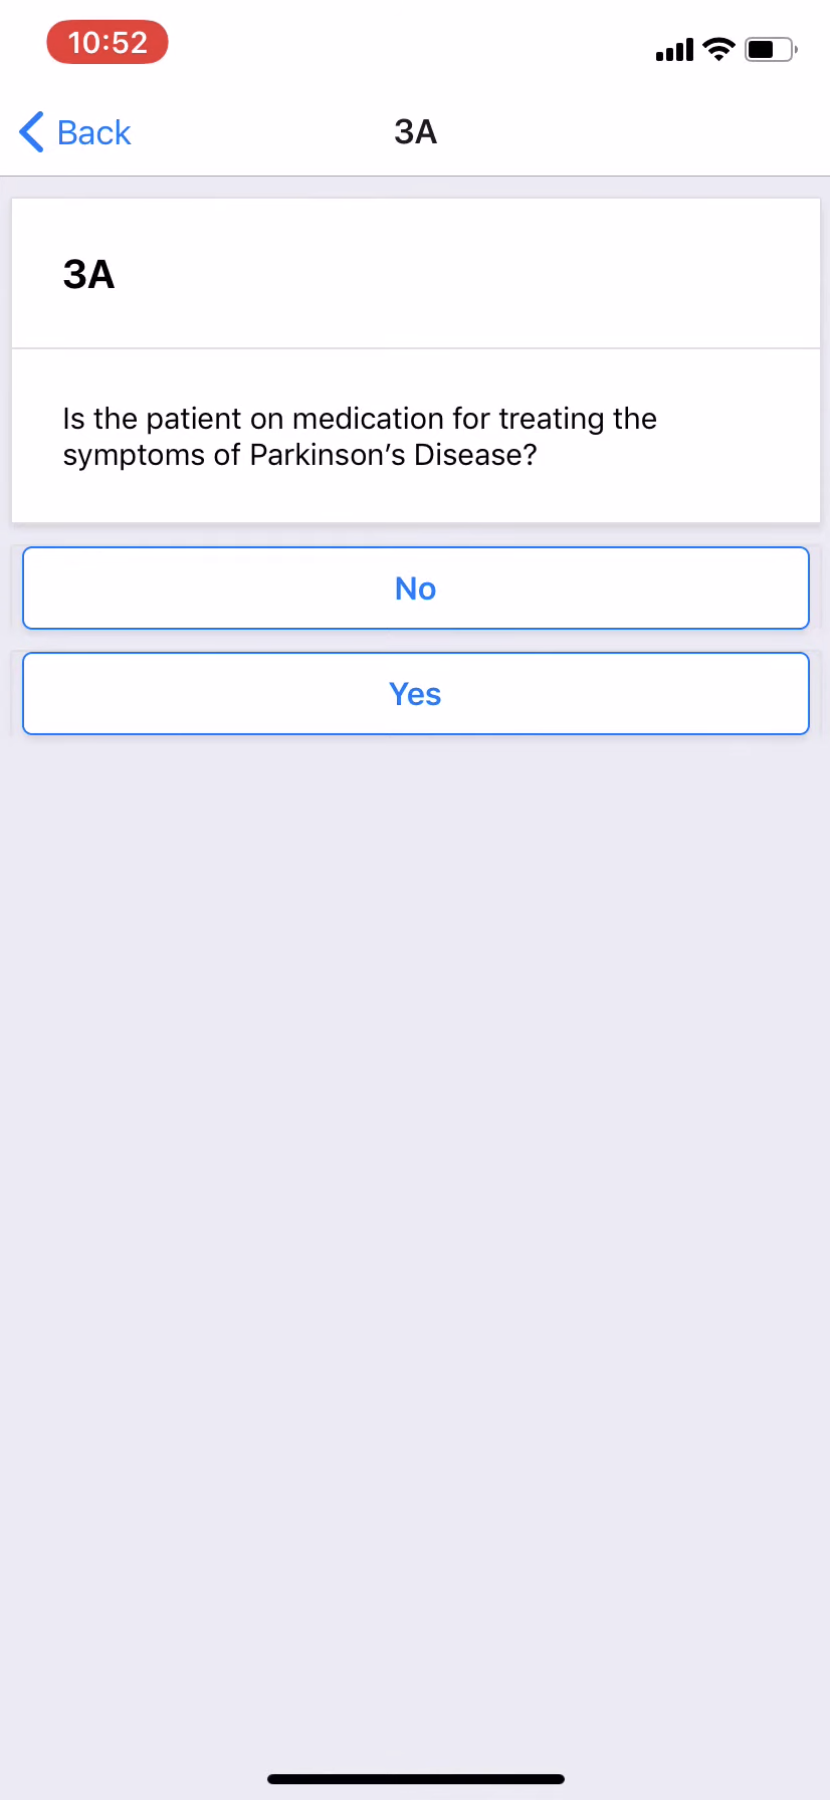 10:52
Back
3A
3A
Is the patient on medication for treating the
symptoms of Parkinson’s Disease?
No
Yes